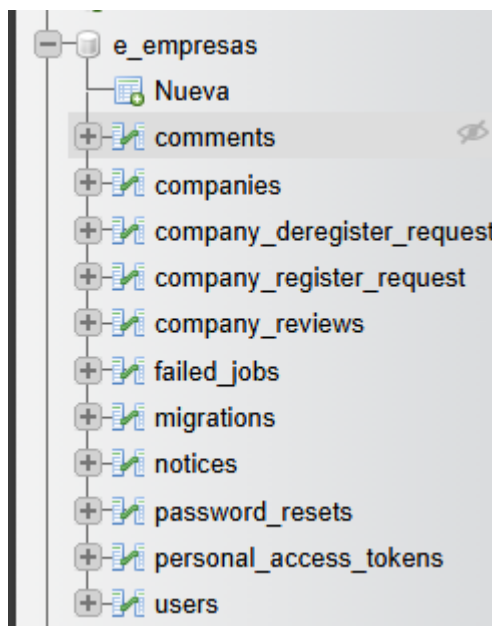 e_empresas
Nueva
comments
companies
company_deregister_request
company_register_request
company_reviews
failed_jobs
migrations
notices
password_resets
personal_access_tokens
users